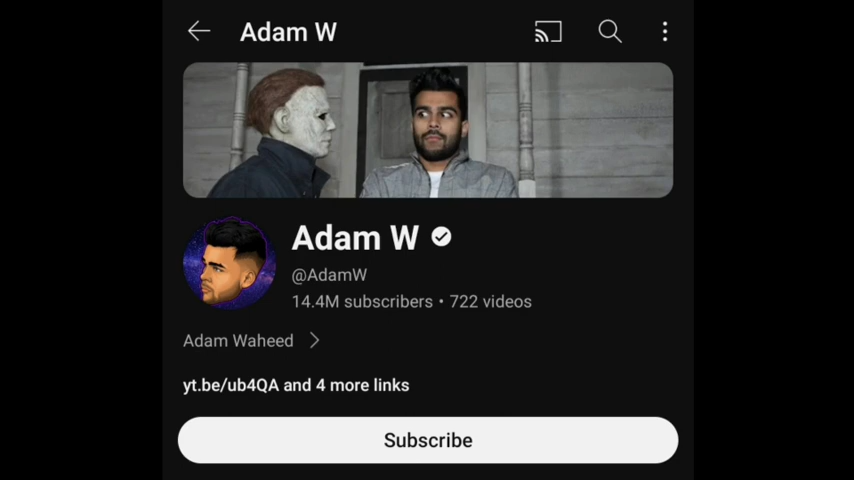 Adam W
Adam W
@AdamW
14.4M subscribers • 722 videos
Adam Waheed
yt.be/ub4QA and 4 more links
Subscribe